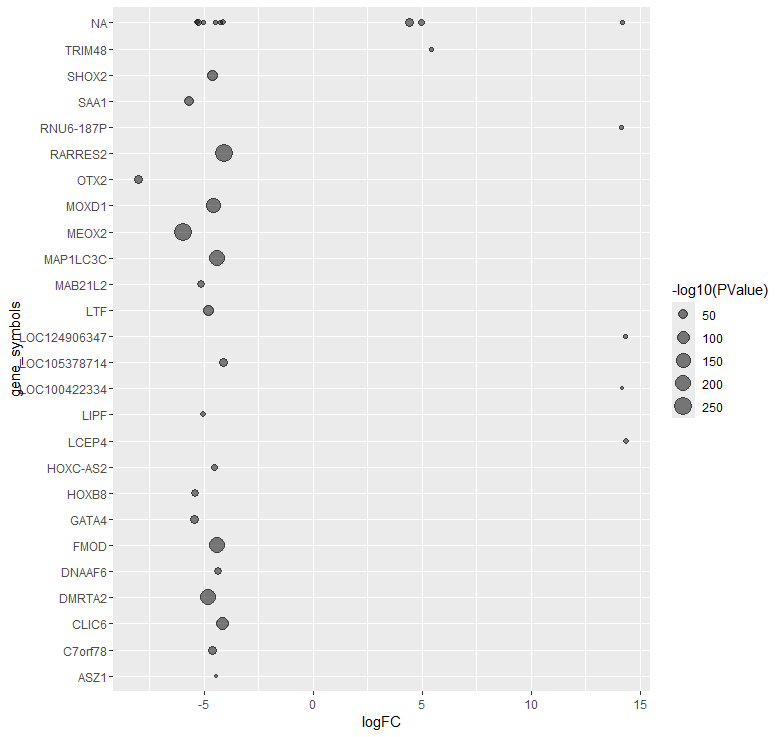 NA
TRIM48
SHOX2
SAA1
RNU6-187P
RARRES2
OTX2
MOXD1
MEOX2
MAP1LC3C
MAB21L2
LTF
LOC124906347
LOC105378714
LOC100422334
LIPF
LCEP4
HOXC-AS2
HOXB8
GATA4
FMOD
DNAAF6
DMRTA2
CLIC6
C7orf78
ASZ1
gene_symbols
-5 0 5 10 15
logFC
-log10(PValue)
50
100
150
200
250